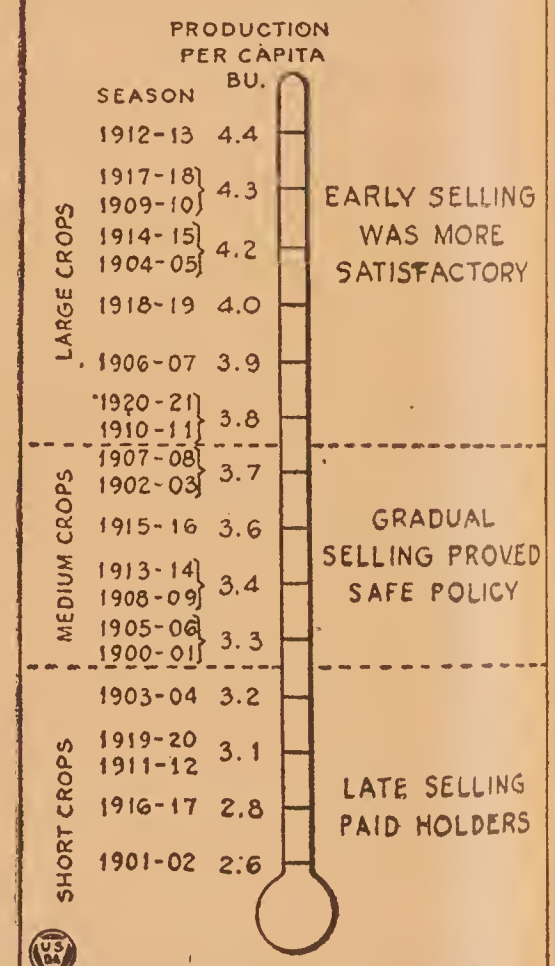 PRODUCTION
PER CAPITA
BU.
SEASON
1912-13 4.4
1917-18
1909-10 4.3
1914-15
1904-05 4.2
1918-19 4.0
1906-07 3.9
1920-21
1910-11 3.8
LARGE CROPS
EARLY SELLING
WAS MORE
SATISFACTORY
1907-08
1902-03 3.7
1915-16 3.6
1913-14
1908-09 3.4
1905-06
1900-01 3.3
MEDIUM CROPS
GRADUAL
SELLING PROVED
SAFE POLICY
1903-04 3.2
1919-20
1911-12 3.1
1916-17 2.8
1901-02 2.6
SHORT CROPS
LATE SELLING
PAID HOLDERS
US
DA